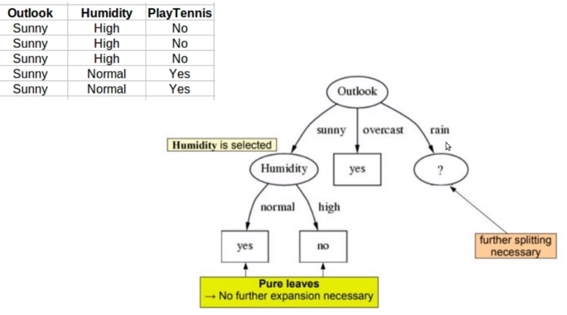 Outlook Humidity PlayTennis
Sunny High No
Sunny High No
Sunny High No
Sunny Normal Yes
Sunny Normal Yes
Outlook
sunny overcast rain
Humidity is selected
Humidity yes ?
normal high
yes no
further splitting
necessary
Pure leaves
→ No further expansion necessary